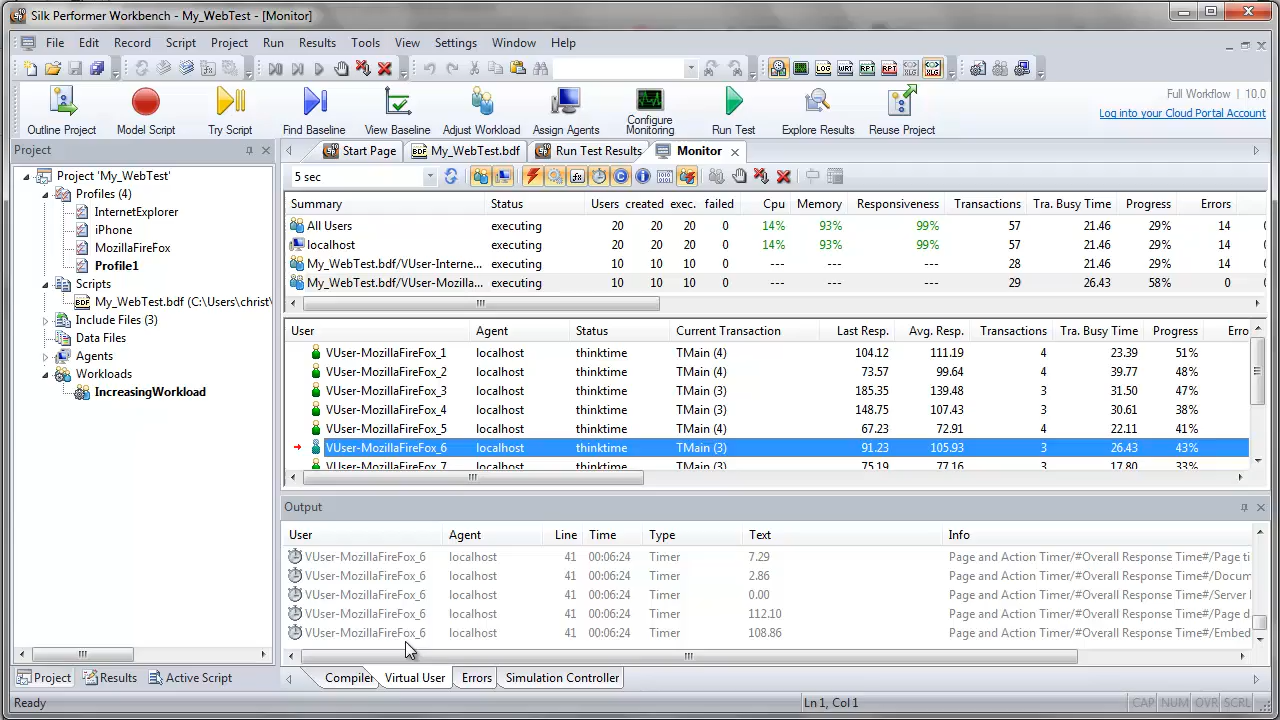 Silk Performer Workbench - My_WebTest - [Monitor]
File Edit Record Script Project Run Results Tools View Settings Window Help
Outline Project Model Script Try Script Find Baseline View Baseline Adjust Workload Assign Agents Configure Monitoring Run Test Explore Results Reuse Project
Full Workflow | 10.0
Log into your Cloud Portal Account
Project
Start Page My_WebTest.bdf Run Test Results Monitor
5 sec
Project 'My_WebTest'
Profiles (4)
InternetExplorer
iPhone
MozillaFireFox
Profile1
Scripts
My_WebTest.bdf (C:\Users\christ\
Include Files (3)
Data Files
Agents
Workloads
IncreasingWorkload
Summary Status Users created exec. failed Cpu Memory Responsiveness Transactions Tra. Busy Time Progress Errors
All Users executing 20 20 20 0 14% 93% 99% 57 21.46 29% 14
localhost executing 20 20 20 0 14% 93% 99% 57 21.46 29% 14
My_WebTest.bdf/VUser-Interne... executing 10 10 10 0 --- --- --- 28 21.46 29% 14
My_WebTest.bdf/VUser-Mozilla... executing 10 10 10 0 --- --- --- 29 26.43 58% 0
User Agent Status Current Transaction Last Resp. Avg. Resp. Transactions Tra. Busy Time Progress Erro
VUser-MozillaFireFox_1 localhost thinktime TMain (4) 104.12 111.19 4 23.39 51%
VUser-MozillaFireFox_2 localhost thinktime TMain (4) 73.57 99.64 4 39.77 48%
VUser-MozillaFireFox_3 localhost thinktime TMain (3) 185.35 139.48 3 31.50 47%
VUser-MozillaFireFox_4 localhost thinktime TMain (3) 148.75 107.43 3 30.61 38%
VUser-MozillaFireFox_5 localhost thinktime TMain (4) 67.23 72.91 4 22.11 41%
VUser-MozillaFireFox_6 localhost thinktime TMain (3) 91.23 105.93 3 26.43 43%
VUser-MozillaFireFox_7 localhost thinktime TMain (3) 75.19 77.16 3 17.80 33%
Output
User Agent Line Time Type Text Info
VUser-MozillaFireFox_6 localhost 41 00:06:24 Timer 7.29 Page and Action Timer/#Overall Response Time#/Page ti
VUser-MozillaFireFox_6 localhost 41 00:06:24 Timer 2.86 Page and Action Timer/#Overall Response Time#/Docum
VUser-MozillaFireFox_6 localhost 41 00:06:24 Timer 0.00 Page and Action Timer/#Overall Response Time#/Server l
VUser-MozillaFireFox_6 localhost 41 00:06:24 Timer 112.10 Page and Action Timer/#Overall Response Time#/Page d
VUser-MozillaFireFox_6 localhost 41 00:06:24 Timer 108.86 Page and Action Timer/#Overall Response Time#/Embed
Project Results Active Script Compiler Virtual User Errors Simulation Controller
Ready Ln 1, Col 1 CAP NUM OVR SCRL